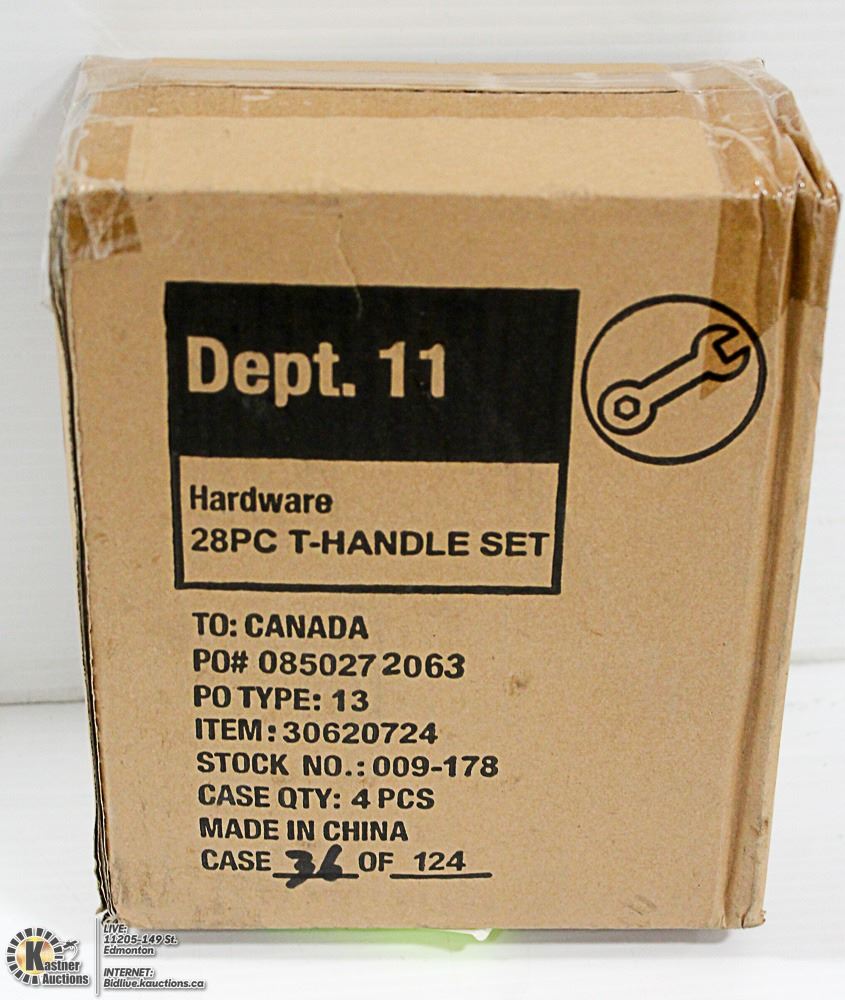 Dept. 11
Hardware
28PC T-HANDLE SET
TO: CANADA
PO# 0850272063
PO TYPE: 13
ITEM: 30620724
STOCK NO.: 009-178
CASE QTY: 4 PCS
MADE IN CHINA
CASE 36 OF 124
Kastner
Auctions
LIVE:
11205-149 St.
Edmonton
INTERNET:
Bidlive.kauctions.ca